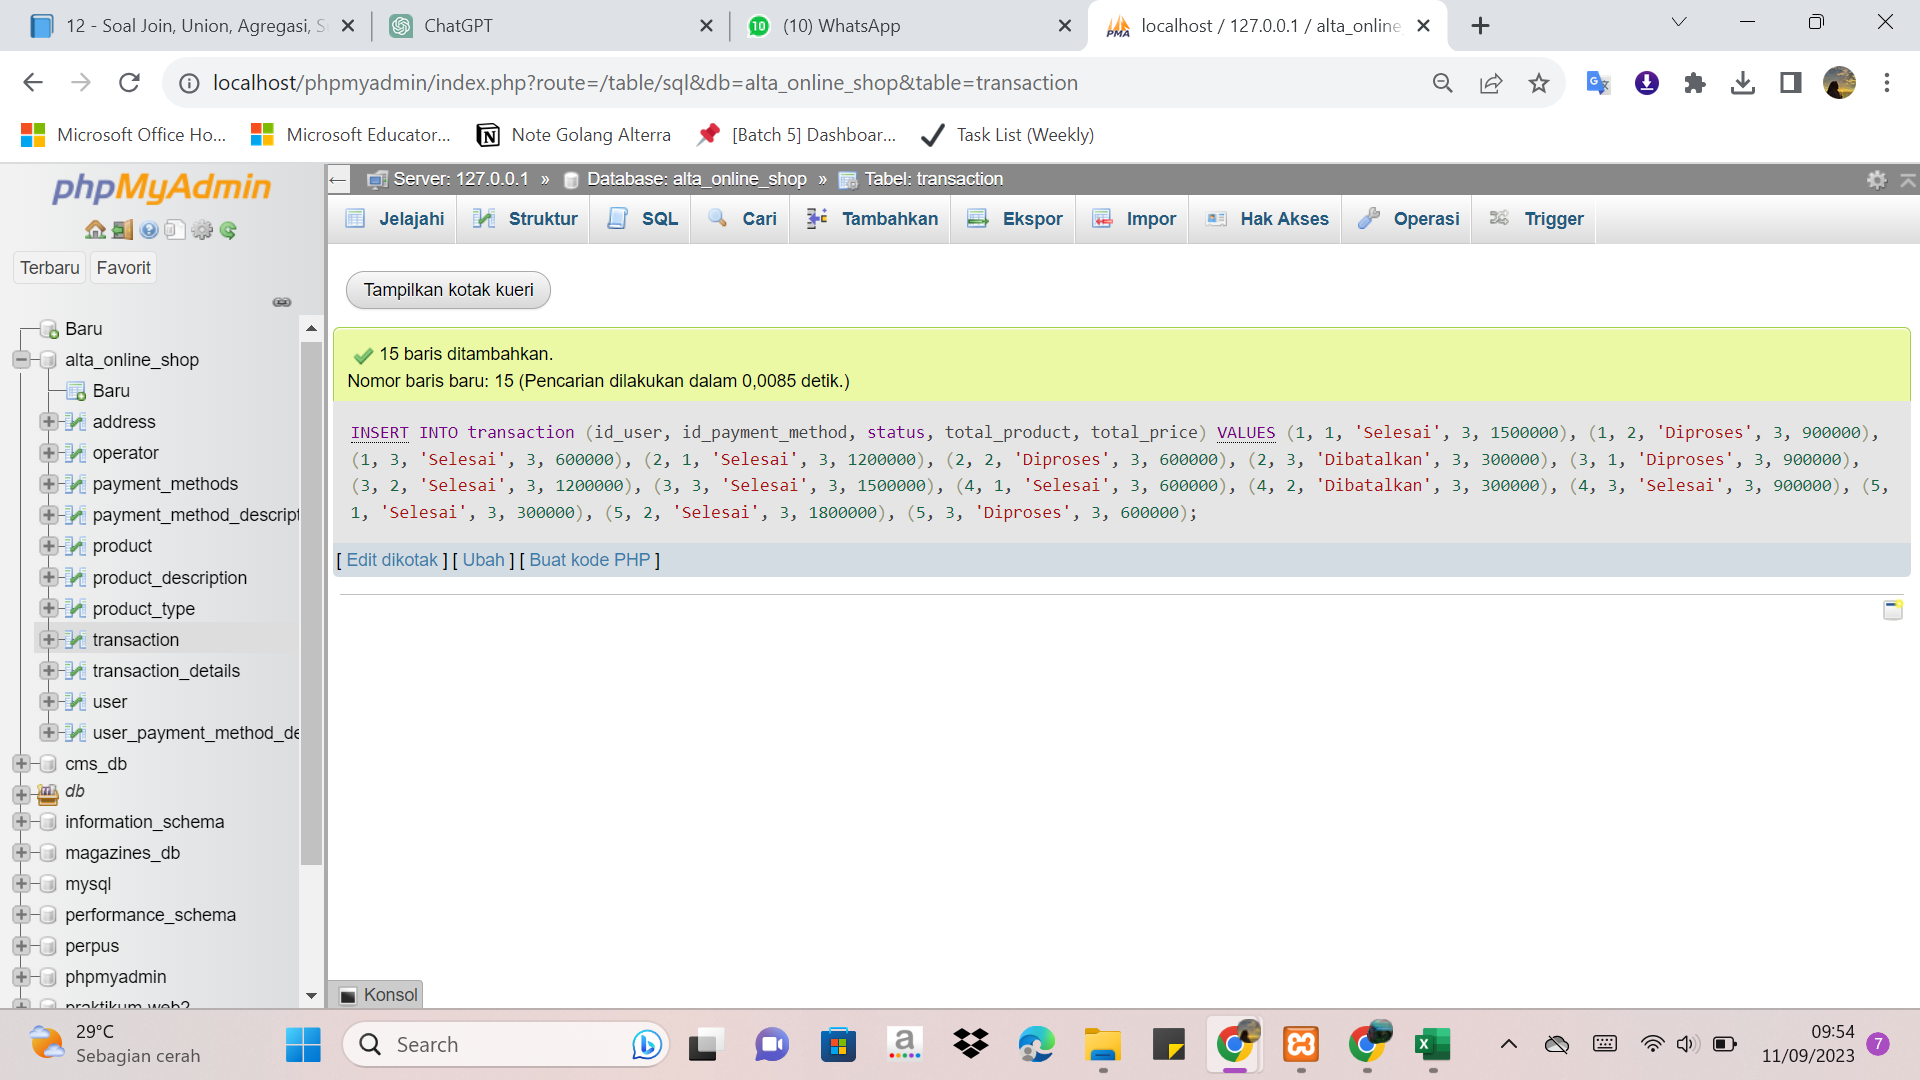 12 - Soal Join, Union, Agregasi, S
ChatGPT
10
(10) WhatsApp
PMA
localhost / 127.0.0.1 / alta_online_
localhost/phpmyadmin/index.php?route=/table/sql&db=alta_online_shop&table=transaction
Microsoft Office Ho...
Microsoft Educator...
Note Golang Alterra
[Batch 5] Dashboar...
Task List (Weekly)
phpMyAdmin
Terbaru
Favorit
Baru
alta_online_shop
Baru
address
operator
payment_methods
payment_method_descript
product
product_description
product_type
transaction
transaction_details
user
user_payment_method_de
cms_db
db
information_schema
magazines_db
mysql
performance_schema
perpus
phpmyadmin
praktikum web2
Server: 127.0.0.1 » Database: alta_online_shop » Tabel: transaction
Jelajahi
Struktur
SQL
Cari
Tambahkan
Ekspor
Impor
Hak Akses
Operasi
Trigger
Tampilkan kotak kueri
15 baris ditambahkan.
Nomor baris baru: 15 (Pencarian dilakukan dalam 0,0085 detik.)
INSERT INTO transaction (id_user, id_payment_method, status, total_product, total_price) VALUES (1, 1, 'Selesai', 3, 1500000), (1, 2, 'Diproses', 3, 900000),
(1, 3, 'Selesai', 3, 600000), (2, 1, 'Selesai', 3, 1200000), (2, 2, 'Diproses', 3, 600000), (2, 3, 'Dibatalkan', 3, 300000), (3, 1, 'Diproses', 3, 900000),
(3, 2, 'Selesai', 3, 1200000), (3, 3, 'Selesai', 3, 1500000), (4, 1, 'Selesai', 3, 600000), (4, 2, 'Dibatalkan', 3, 300000), (4, 3, 'Selesai', 3, 900000), (5,
1, 'Selesai', 3, 300000), (5, 2, 'Selesai', 3, 1800000), (5, 3, 'Diproses', 3, 600000);
[ Edit dikotak ] [ Ubah ] [ Buat kode PHP ]
Konsol
29°C
Sebagian cerah
Search
09:54
11/09/2023
7